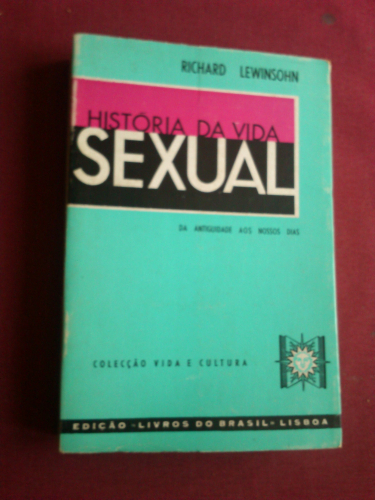 RICHARD LEWINSOHN
HISTÓRIA DA VIDA
SEXUAL
DA ANTIGUIDADE AOS NOSSOS DIAS
COLECÇÃO VIDA E CULTURA
EDIÇÃO «LIVROS DO BRASIL» LISBOA